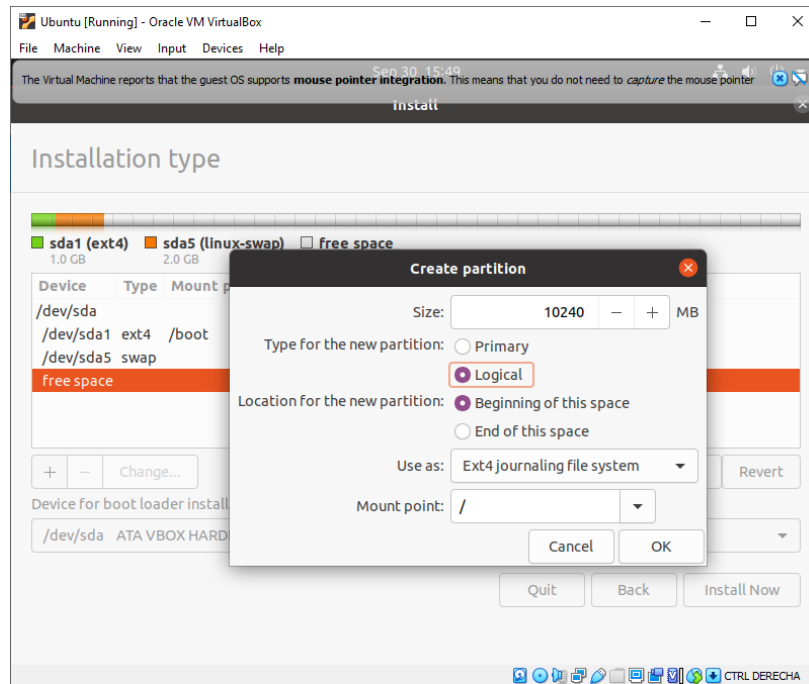 Ubuntu [Running] - Oracle VM VirtualBox
File Machine View Input Devices Help
Sep 30 15:49
The Virtual Machine reports that the guest OS supports mouse pointer integration. This means that you do not need to capture the mouse pointer
Install
Installation type
sda1 (ext4) sda5 (linux-swap) free space
1.0 GB 2.0 GB
Create partition
Device Type Mount p
/dev/sda
/dev/sda1 ext4 /boot
/dev/sda5 swap
free space
Size: 10240 − + MB
Type for the new partition: Primary
Logical
Location for the new partition: Beginning of this space
End of this space
Use as: Ext4 journaling file system
Mount point: /
Cancel OK
+ − Change... Revert
Device for boot loader install
/dev/sda ATA VBOX HARD
Quit Back Install Now
CTRL DERECHA